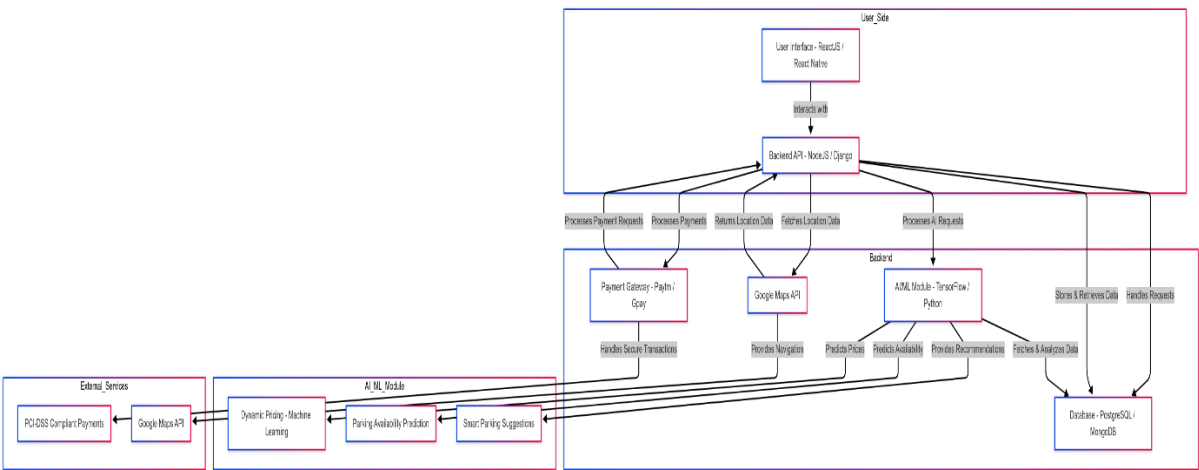 User_Side
User Interface - ReactJS /
React Native
Interacts with
Backend API - NodeJS / Django
Processes Payment Requests
Processes Payments
Returns Location Data
Fetches Location Data
Processes AI Requests
Backend
Payment Gateway - Paytm /
Gpay
Google Maps API
AI/ML Module - TensorFlow /
Python
Stores & Retrieves Data
Handles Requests
Handles Secure Transactions
Provides Navigation
Predicts Prices
Predicts Availability
Provides Recommendations
Fetches & Analyzes Data
External_Services
AI_ML_Module
PCI-DSS Compliant Payments
Google Maps API
Dynamic Pricing - Machine
Learning
Parking Availability Prediction
Smart Parking Suggestions
Database - PostgreSQL /
MongoDB